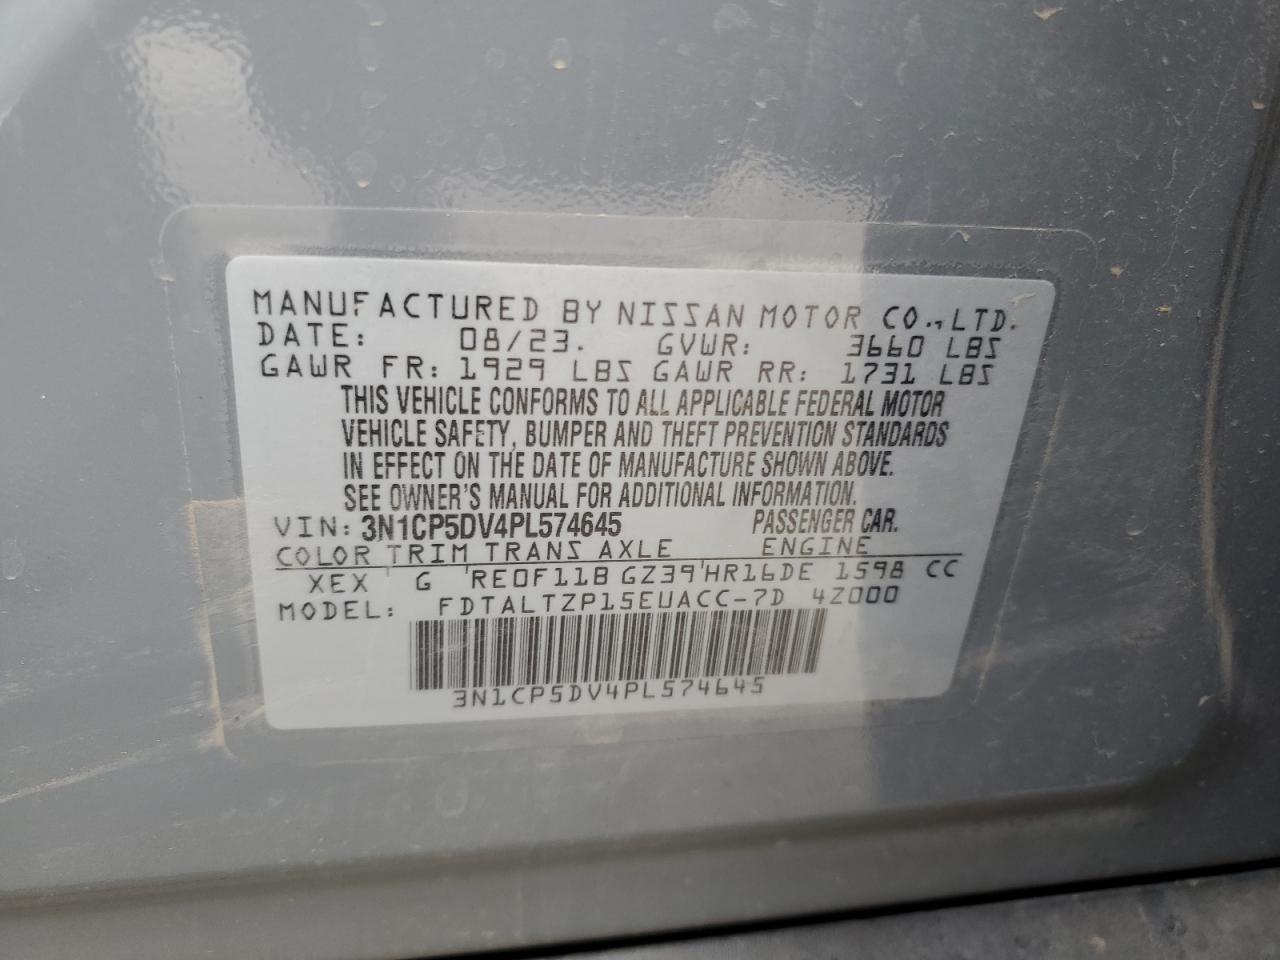 MANUFACTURED BY NISSAN MOTOR CO.,LTD.
DATE: 08/23. GVWR: 3660 LBS
GAWR FR: 1929 LBS GAWR RR: 1731 LBS
THIS VEHICLE CONFORMS TO ALL APPLICABLE FEDERAL MOTOR
VEHICLE SAFETY, BUMPER AND THEFT PREVENTION STANDARDS
IN EFFECT ON THE DATE OF MANUFACTURE SHOWN ABOVE.
SEE OWNER'S MANUAL FOR ADDITIONAL INFORMATION.
VIN: 3N1CP5DV4PL574645 PASSENGER CAR.
COLOR TRIM TRANS AXLE ENGINE
XEX G RE0F11B GZ39 HR16DE 1598 CC
MODEL: FDTALTZP15EUACC-7D 4Z000
3N1CP5DV4PL574645